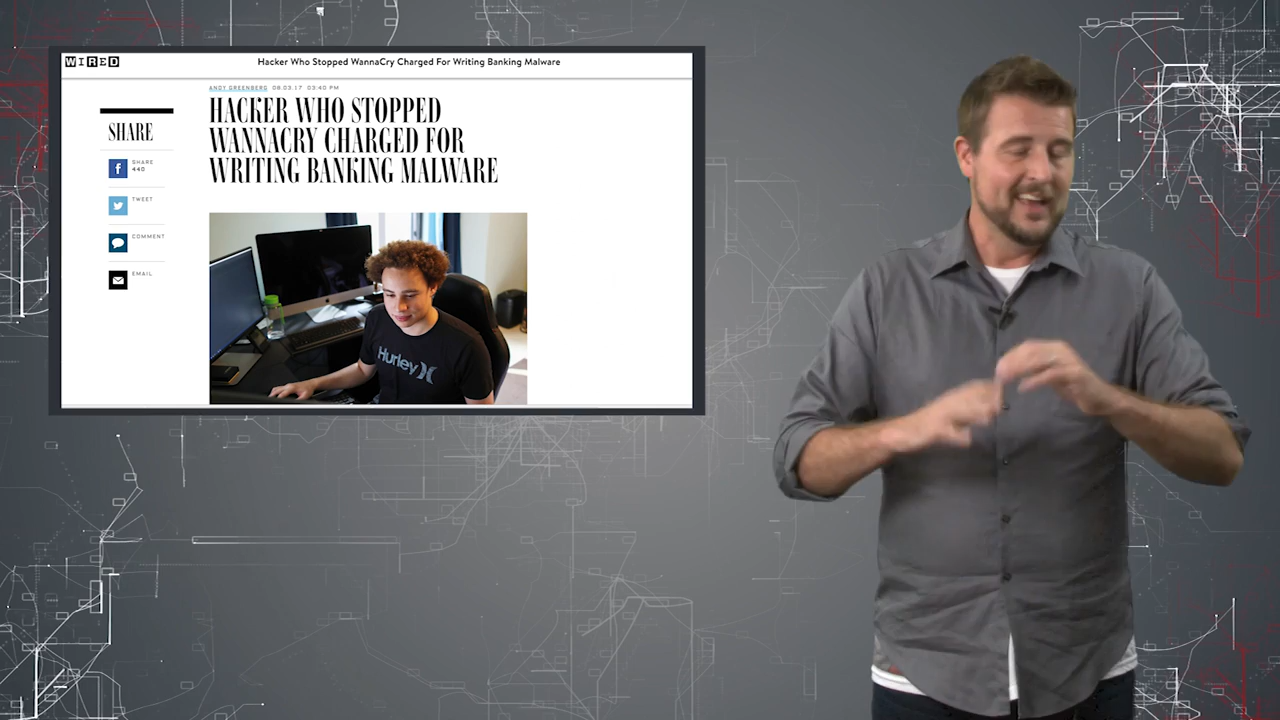 WIRED
Hacker Who Stopped WannaCry Charged For Writing Banking Malware
ANDY GREENBERG 08.03.17 03:40 PM
HACKER WHO STOPPED
WANNACRY CHARGED FOR
WRITING BANKING MALWARE
SHARE
SHARE
440
TWEET
COMMENT
EMAIL
Hurley